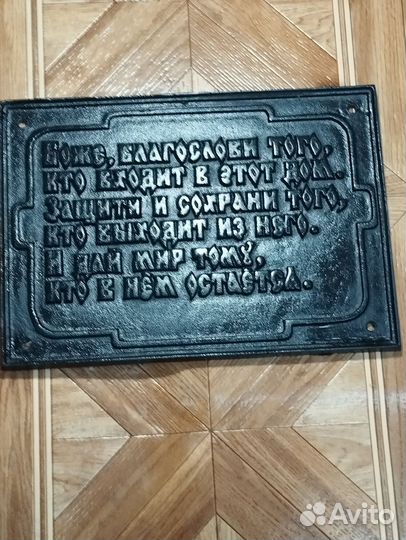 Боже, благослови того,
кто входит в этот дом.
Защити и сохрани того,
кто выходит из него.
И дай мир тому,
кто в нём остаётся.
Avito